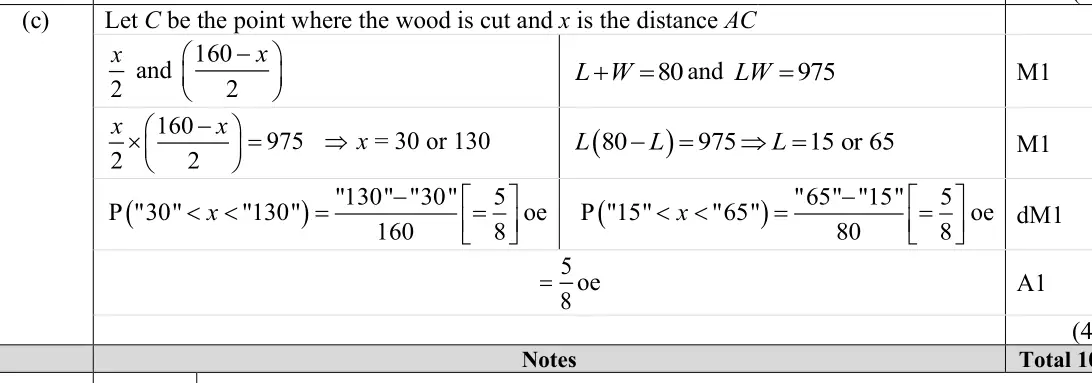 (c) Let C be the point where the wood is cut and x is the distance AC
x/2 and ((160 − x)/2) L + W = 80 and LW = 975 M1
x/2 × ((160 − x)/2) = 975 ⇒ x = 30 or 130 L(80 − L) = 975 ⇒ L = 15 or 65 M1
P("30" < x < "130") = ("130" − "30")/160 [= 5/8] oe P("15" < x < "65") = ("65" − "15")/80 [= 5/8] oe dM1
= 5/8 oe A1
(4
Notes Total 10